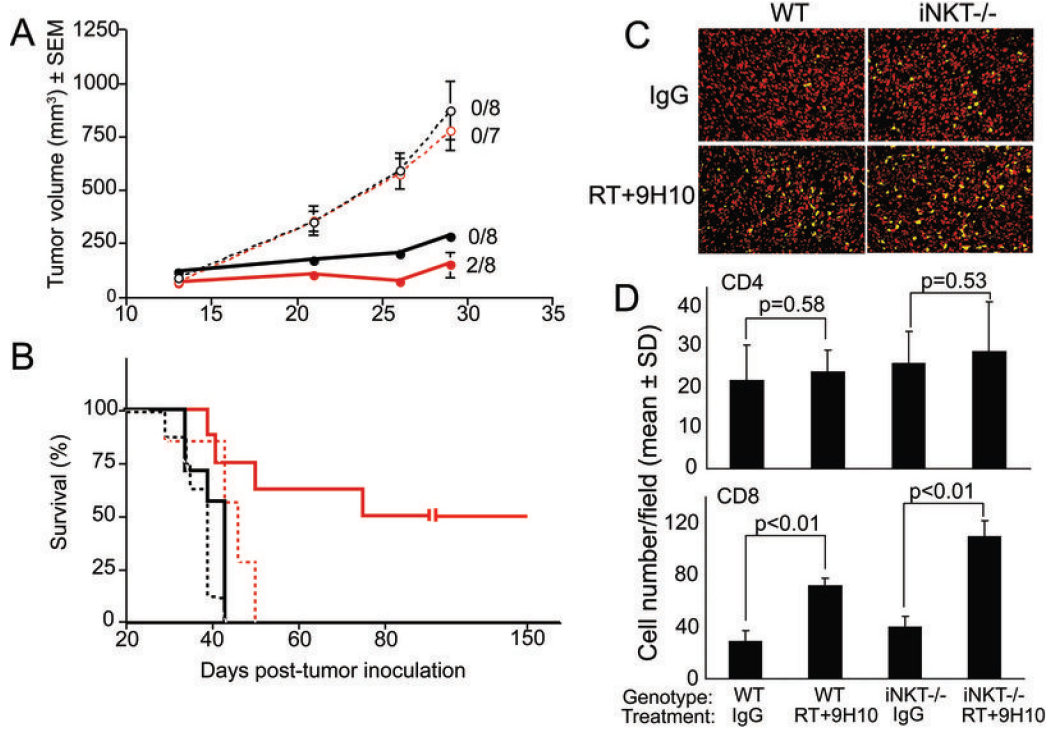 A
Tumor volume (mm³) ± SEM
1250
1000
750
500
250
0
0/8
0/7
0/8
2/8
10
15
20
25
30
35
B
Survival (%)
100
75
50
25
0
20
40
60
80
150
Days post-tumor inoculation
C
WT
iNKT-/-
IgG
RT+9H10
D
Cell number/field (mean ± SD)
CD4
40
30
20
10
0
p=0.58
p=0.53
CD8
120
80
40
0
p<0.01
p<0.01
Genotype: WT WT iNKT-/- iNKT-/-
Treatment: IgG RT+9H10 IgG RT+9H10